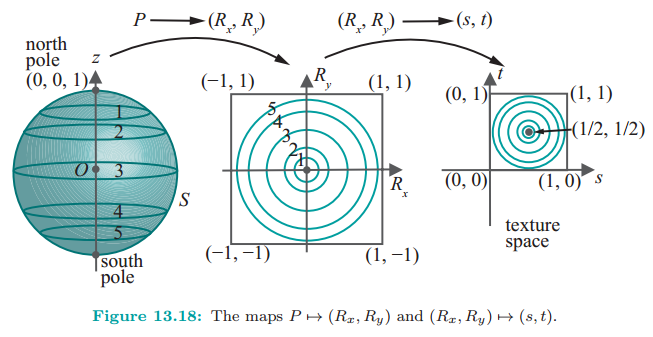 P → (Rx, Ry)
(Rx, Ry) → (s, t)
north
pole
(0, 0, 1)
z
1
2
O
3
4
5
S
south
pole
(−1, 1)
Ry
(1, 1)
5
4
3
2
1
Rx
(−1, −1)
(1, −1)
t
(0, 1)
(1, 1)
(1/2, 1/2)
(0, 0)
(1, 0)
s
texture
space
Figure 13.18: The maps P ↦ (Rx, Ry) and (Rx, Ry) ↦ (s, t).